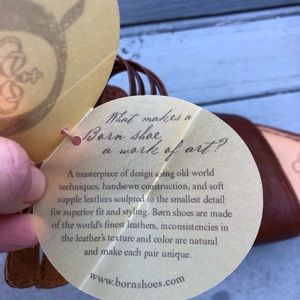 What makes a
Born shoe
a work of art?
A masterpiece of design using old world
techniques, handsewn construction, and soft
supple leathers sculpted to the smallest detail
for superior fit and styling. Børn shoes are made
of the world's finest leathers, inconsistencies in
the leather's texture and color are natural
and make each pair unique.
www.bornshoes.com